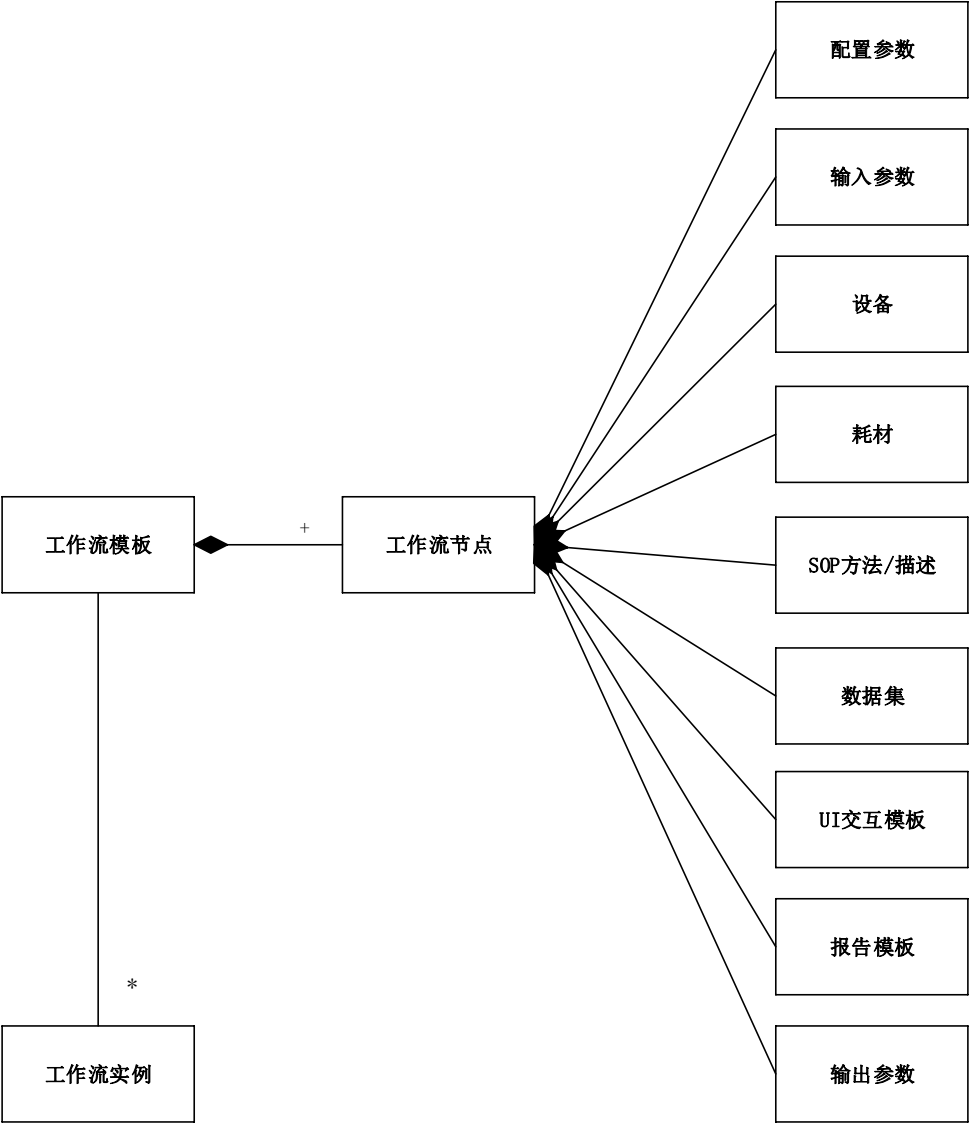 配置参数
输入参数
设备
耗材
工作流模板
+
工作流节点
SOP方法/描述
数据集
UI交互模板
报告模板
*
工作流实例
输出参数